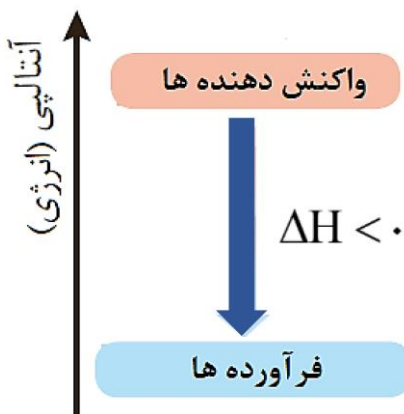 آنتالپی (انرژی)
واکنش دهنده ها
ΔH < ۰
فرآورده ها